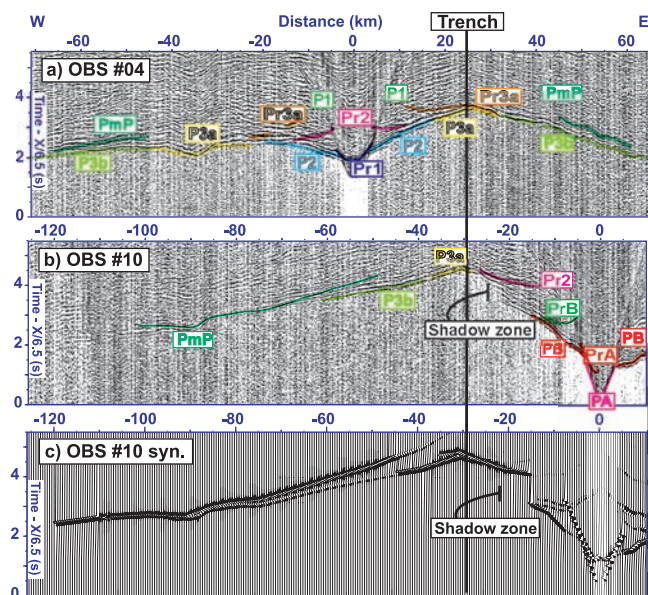 W Distance (km) Trench E
-60 -40 -20 0 20 40 60
a) OBS #04
P1 P1
Pr3a Pr2 Pr3a
PmP P3a P3a PmP
P3b P2 Pr1 P2 P3b
Time - X/6.5 (s)
4
2
0
-120 -100 -80 -60 -40 -20 0
b) OBS #10
P3a
Pr2
P3b
PrB
Shadow zone
PmP PB PrA PB
PA
Time - X/6.5 (s)
4
2
0
-120 -100 -80 -60 -40 -20 0
c) OBS #10 syn.
Shadow zone
Time - X/6.5 (s)
4
2
0